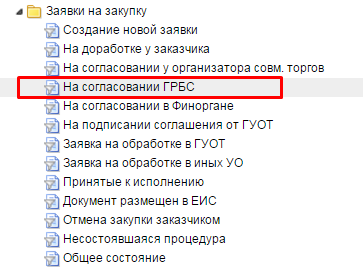 Заявки на закупку
Создание новой заявки
На доработке у заказчика
На согласовании у организатора совм. торгов
На согласовании ГРБС
На согласовании в Финоргане
На подписании соглашения от ГУОТ
Заявка на обработке в ГУОТ
Заявка на обработке в иных УО
Принятые к исполнению
Документ размещен в ЕИС
Отмена закупки заказчиком
Несостоявшаяся процедура
Общее состояние